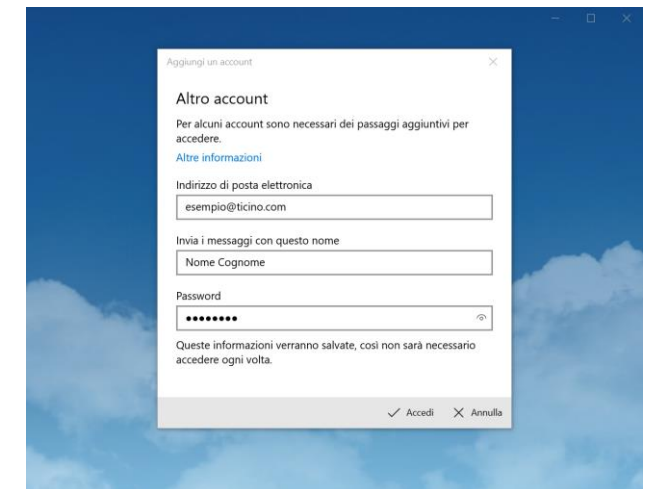 Aggiungi un account
Altro account
Per alcuni account sono necessari dei passaggi aggiuntivi per
accedere.
Altre informazioni
Indirizzo di posta elettronica
esempio@ticino.com
Invia i messaggi con questo nome
Nome Cognome
Password
●●●●●●●●
Queste informazioni verranno salvate, così non sarà necessario
accedere ogni volta.
Accedi Annulla